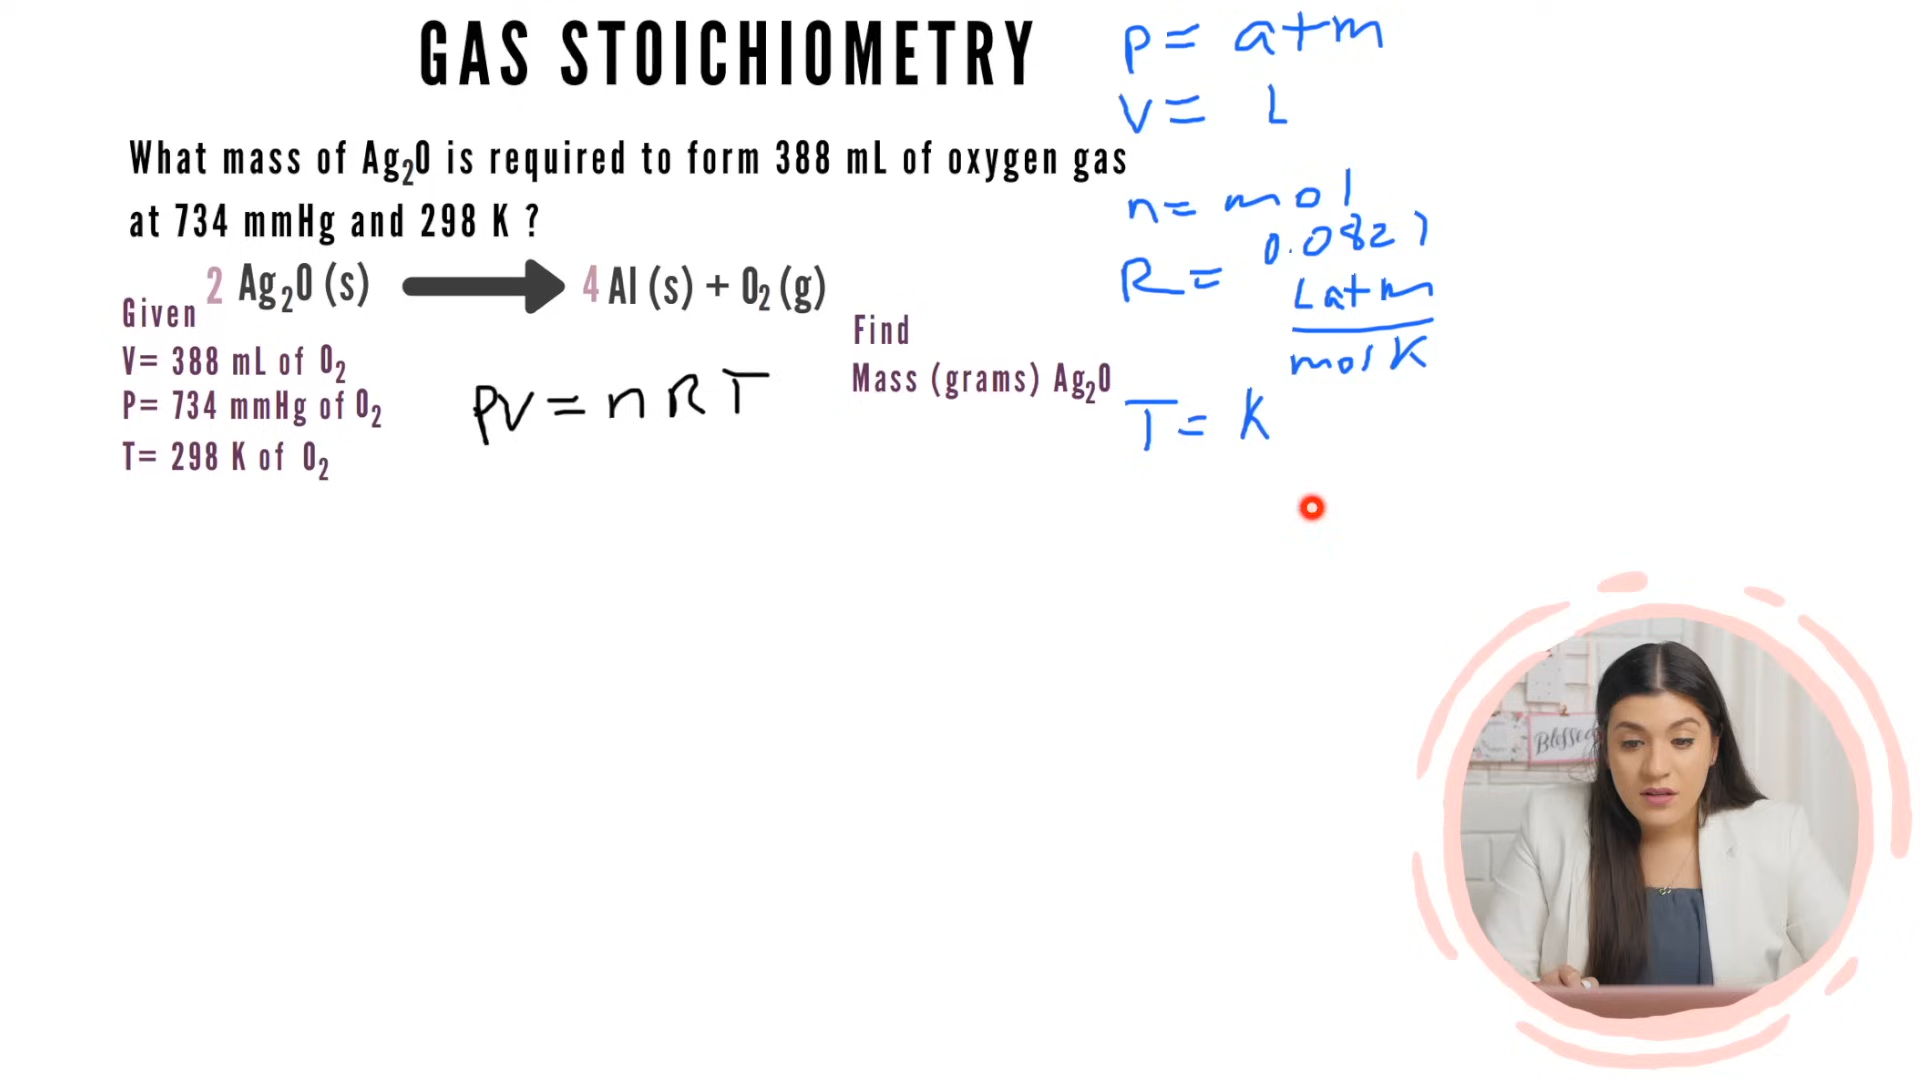 GAS STOICHIOMETRY
What mass of Ag₂O is required to form 388 mL of oxygen gas
at 734 mmHg and 298 K ?
2 Ag₂O (s) → 4 Al (s) + O₂ (g)
Given
V= 388 mL of O₂
P= 734 mmHg of O₂
T= 298 K of O₂
PV = nRT
Find
Mass (grams) Ag₂O
P = atm
V = L
n = mol
R = 0.0821
L atm
mol K
T = K
Blessed